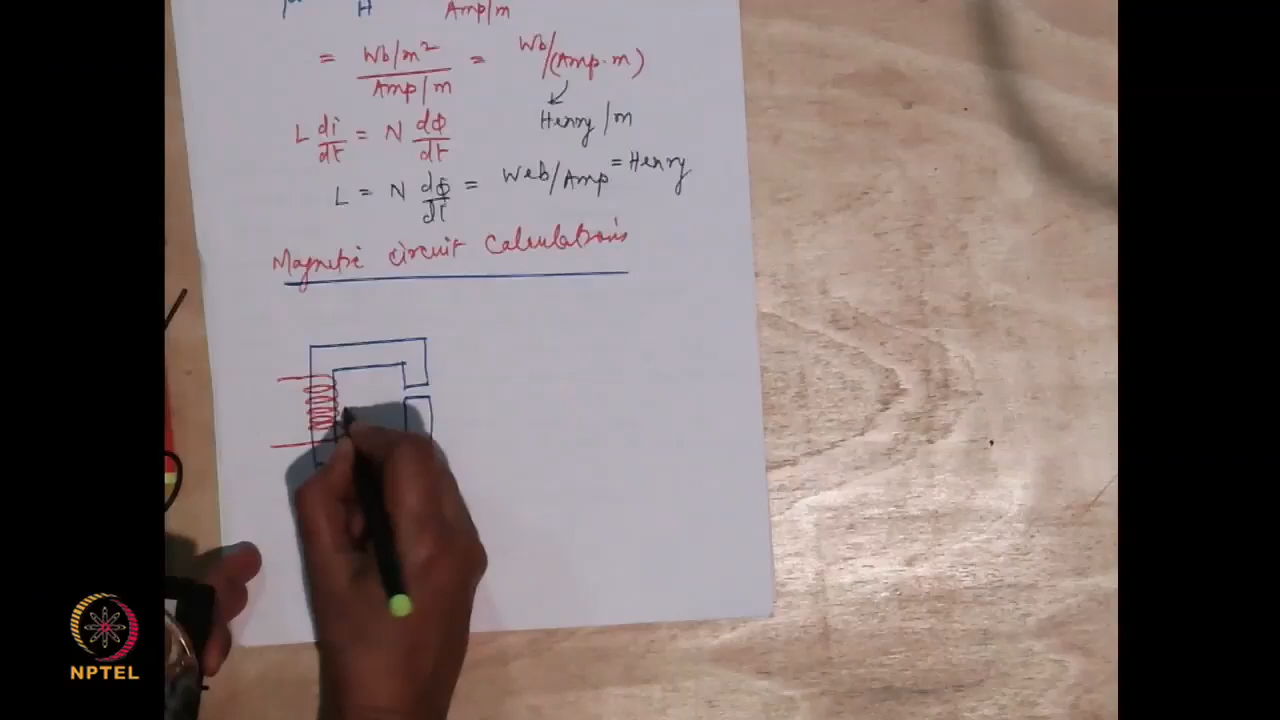 μ H Amp/m
= Wb/m² / Amp/m = Wb/(Amp·m)
Henry/m
L di/dt = N dΦ/dt
L = N dΦ/di = Web/Amp = Henry
Magnetic circuit Calculations
NPTEL